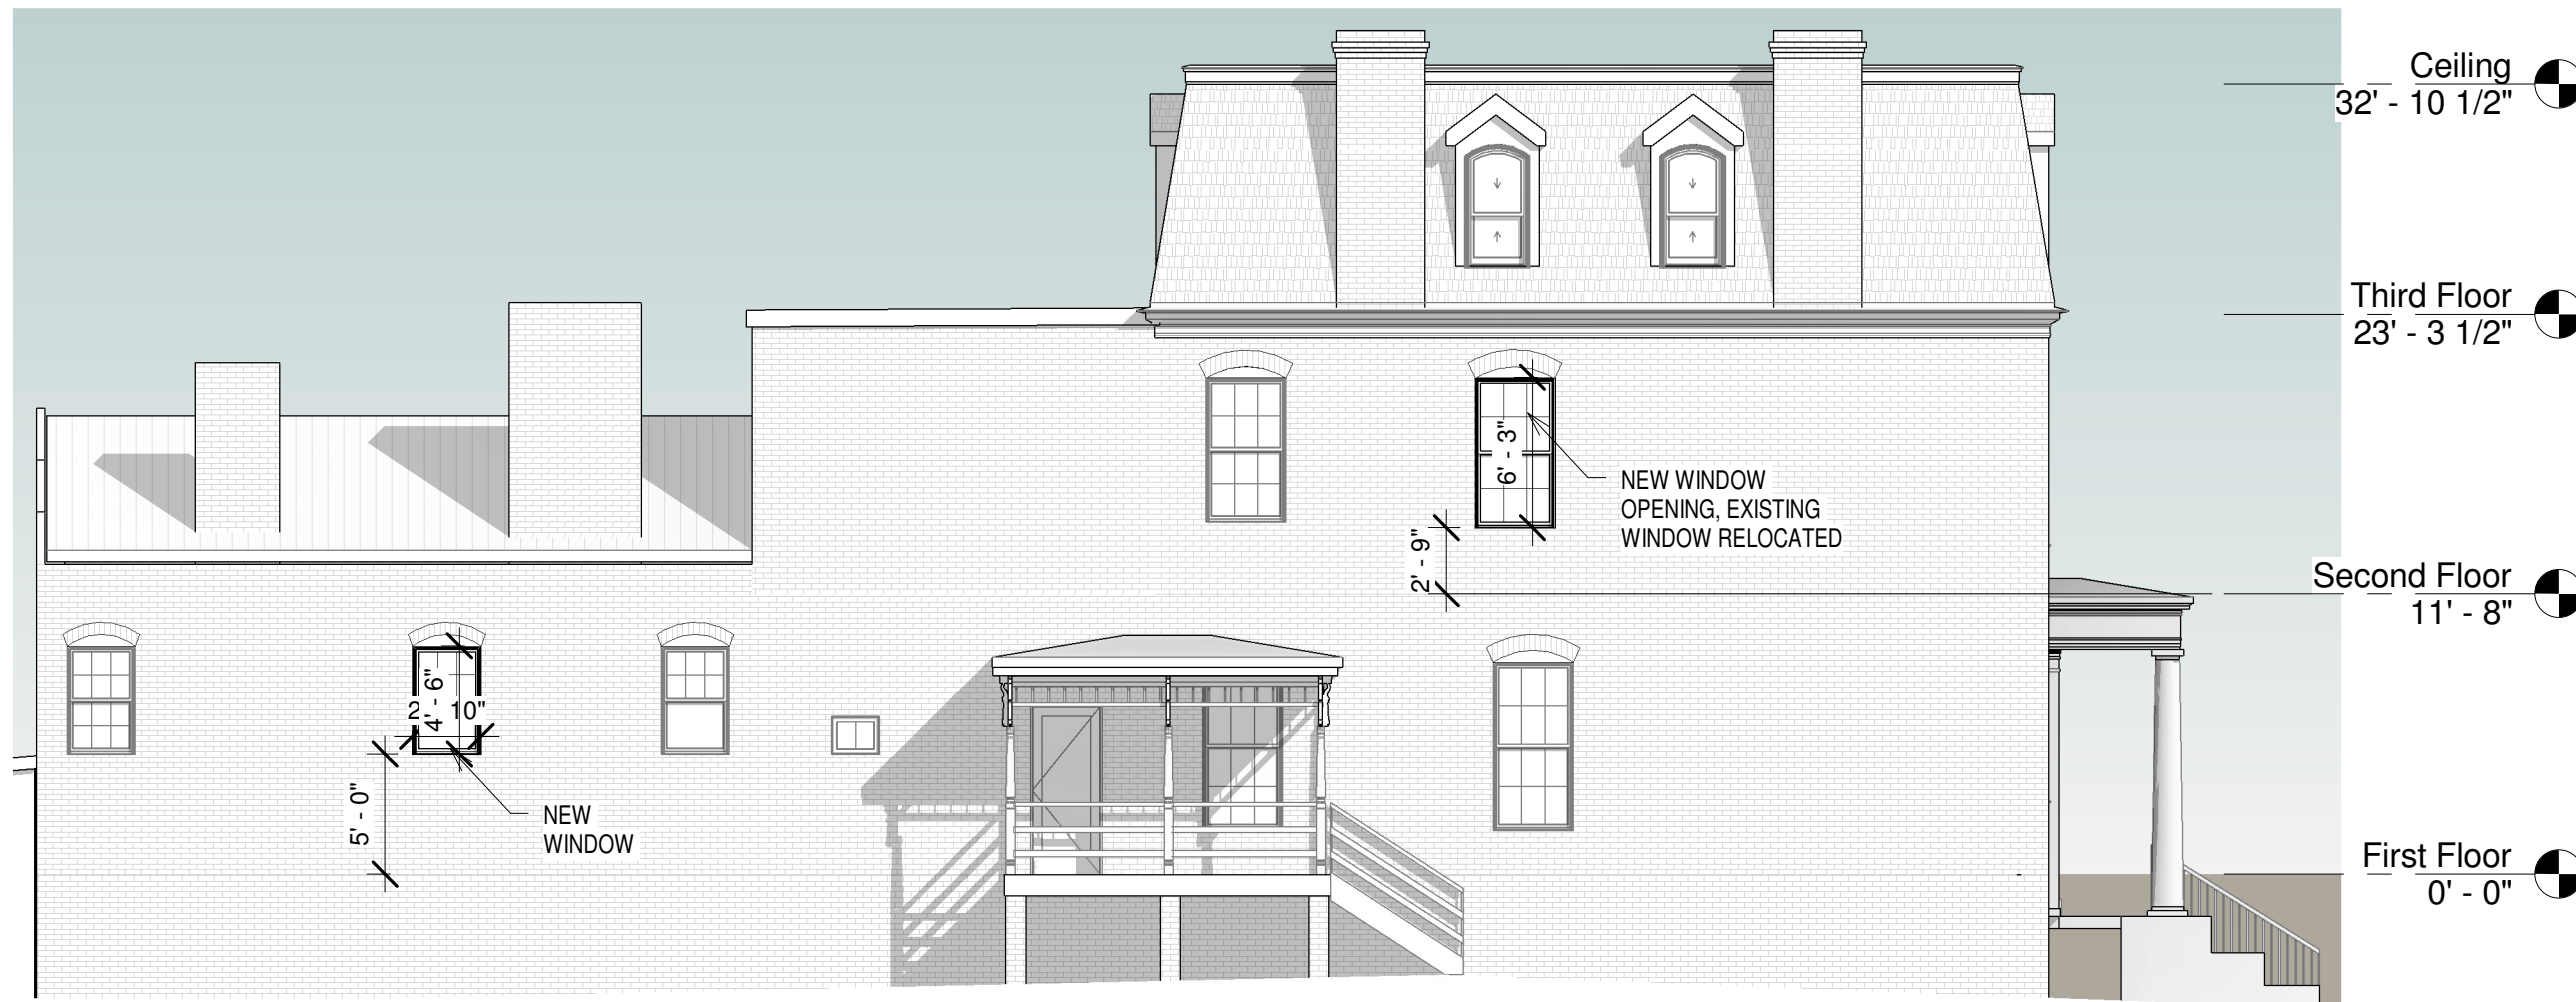 Ceiling
32' - 10 1/2"
Third Floor
23' - 3 1/2"
6' - 3"
NEW WINDOW
OPENING, EXISTING
WINDOW RELOCATED
2' - 9"
Second Floor
11' - 8"
4' - 6"
2 10"
5' - 0"
NEW
WINDOW
First Floor
0' - 0"